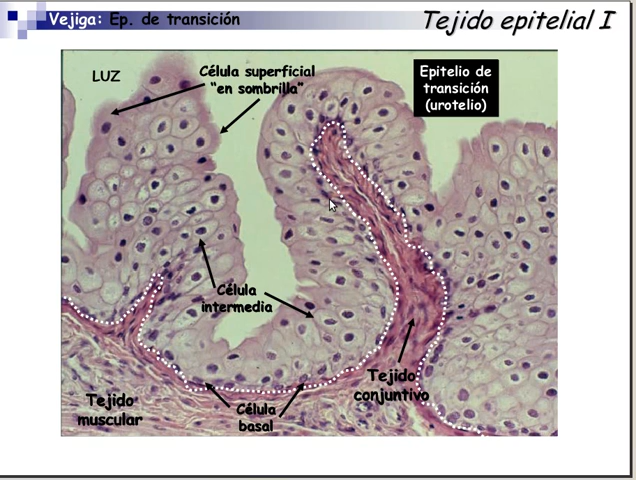 Vejiga: Ep. de transición
Tejido epitelial I
LUZ
Célula superficial
“en sombrilla”
Epitelio de
transición
(urotelio)
Célula
intermedia
Tejido
muscular
Célula
basal
Tejido
conjuntivo